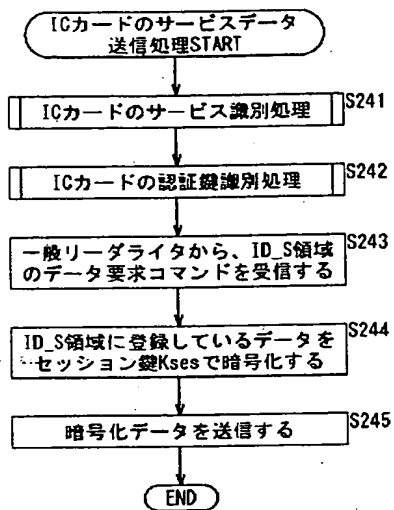 ICカードのサービスデータ
送信処理START
ICカードのサービス識別処理
S241
ICカードの認証鍵識別処理
S242
一般リーダライタから、ID_S領域
のデータ要求コマンドを受信する
S243
ID_S領域に登録しているデータを
セッション鍵Ksesで暗号化する
S244
暗号化データを送信する
S245
END